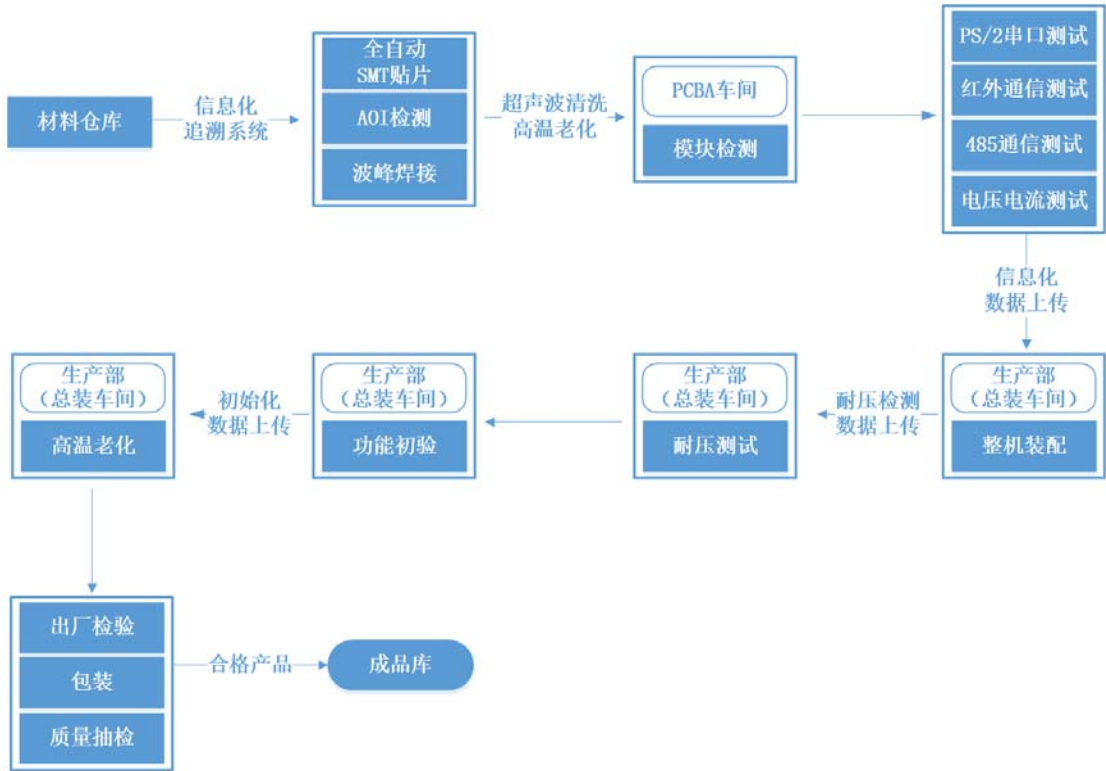 材料仓库
信息化
追溯系统
全自动
SMT贴片
AOI检测
波峰焊接
超声波清洗
高温老化
PCBA车间
模块检测
PS/2串口测试
红外通信测试
485通信测试
电压电流测试
信息化
数据上传
生产部
（总装车间）
整机装配
耐压检测
数据上传
生产部
（总装车间）
耐压测试
生产部
（总装车间）
功能初验
初始化
数据上传
生产部
（总装车间）
高温老化
出厂检验
包装
质量抽检
合格产品
成品库